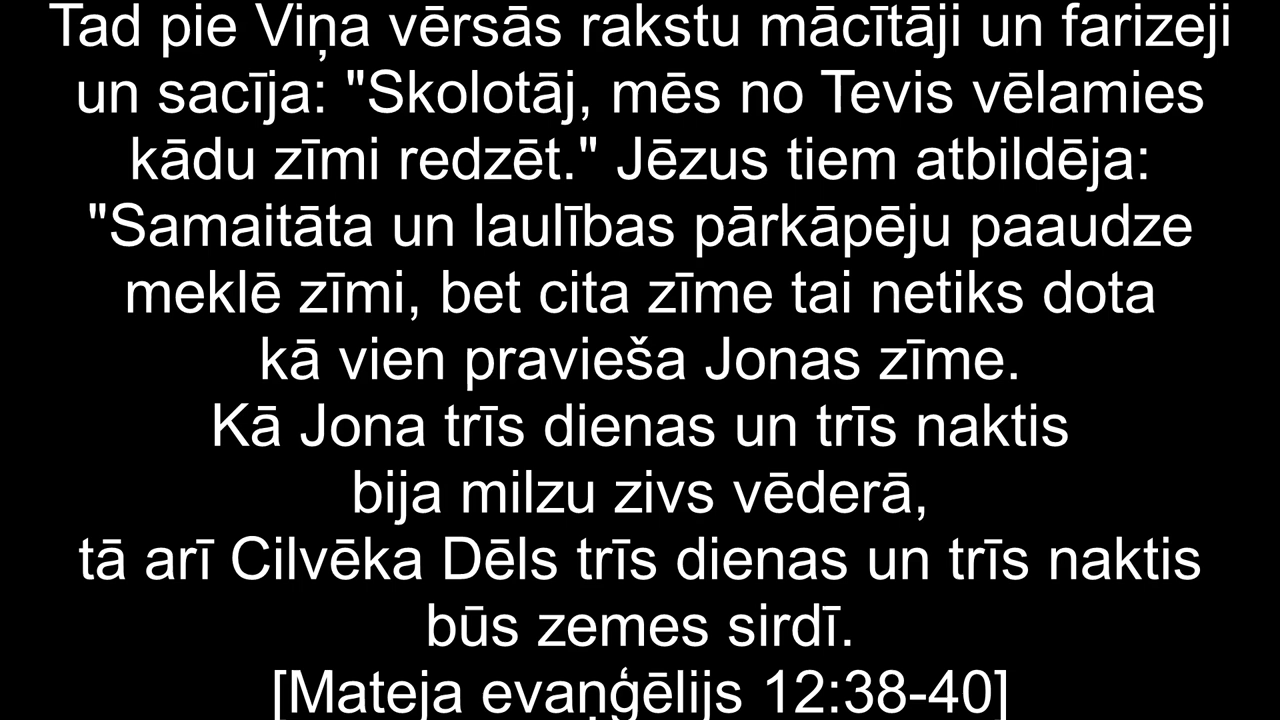 Tad pie Viņa vērsās rakstu mācītāji un farizeji
un sacīja: "Skolotāj, mēs no Tevis vēlamies
kādu zīmi redzēt." Jēzus tiem atbildēja:
"Samaitāta un laulības pārkāpēju paaudze
meklē zīmi, bet cita zīme tai netiks dota
kā vien pravieša Jonas zīme.
Kā Jona trīs dienas un trīs naktis
bija milzu zivs vēderā,
tā arī Cilvēka Dēls trīs dienas un trīs naktis
būs zemes sirdī.
[Mateja evaņģēlijs 12:38-40]